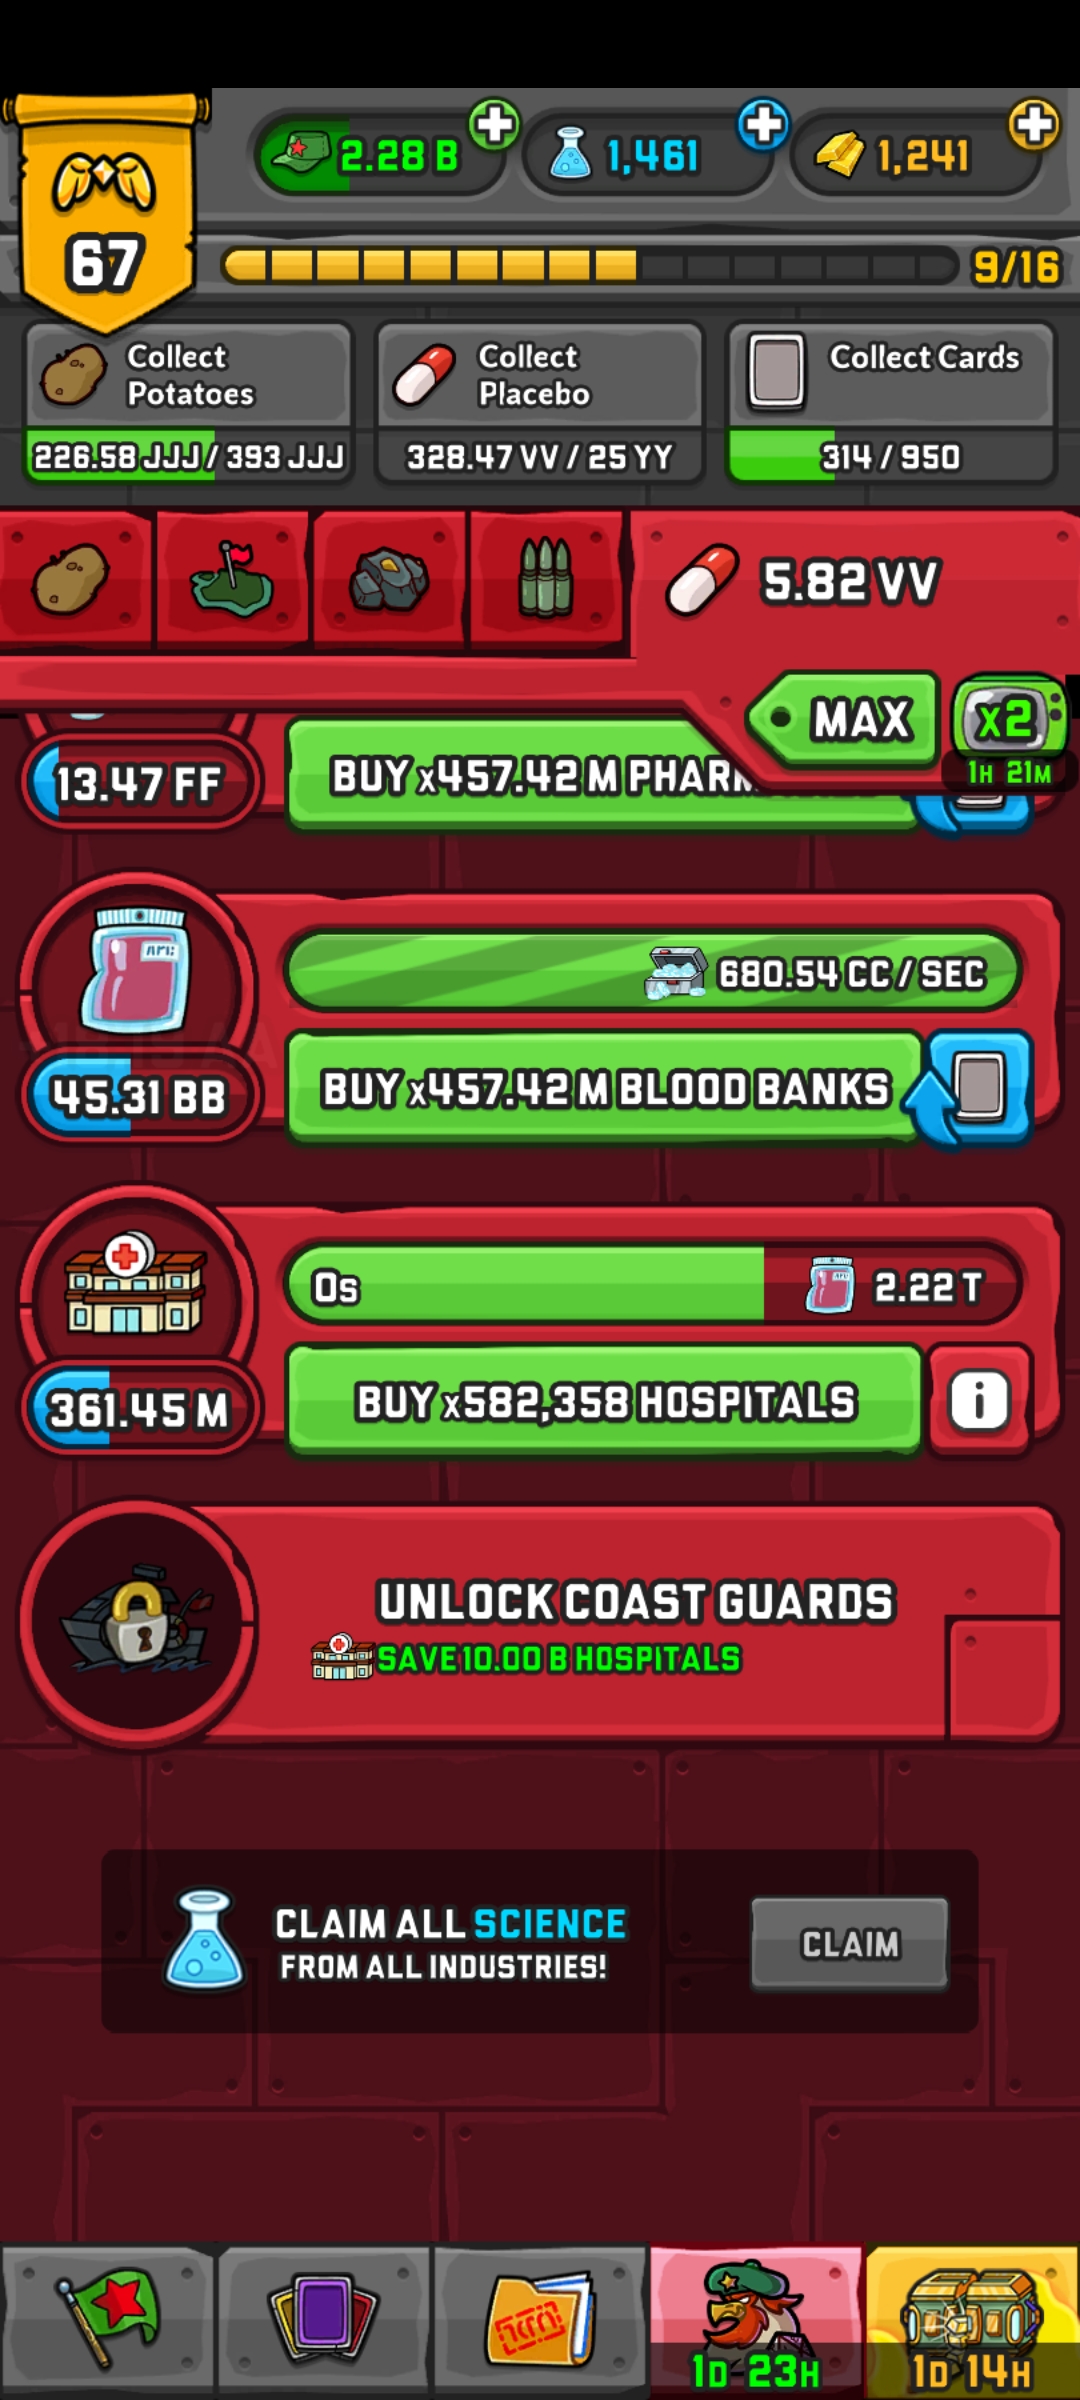 67
2.28 B
1,461
1,241
9/16
Collect
Potatoes
226.58 JJJ / 393 JJJ
Collect
Placebo
328.47 VV / 25 YY
Collect Cards
314 / 950
5.82 VV
MAX
x2
1H 21M
13.47 FF
BUY x457.42 M
680.54 CC / SEC
45.31 BB
BUY x457.42 M BLOOD BANKS
0s
2.22 T
361.45 M
BUY x582,358 HOSPITALS
i
UNLOCK COAST GUARDS
SAVE 10.00 B HOSPITALS
CLAIM ALL SCIENCE
FROM ALL INDUSTRIES!
CLAIM
1D 23H
1D 14H